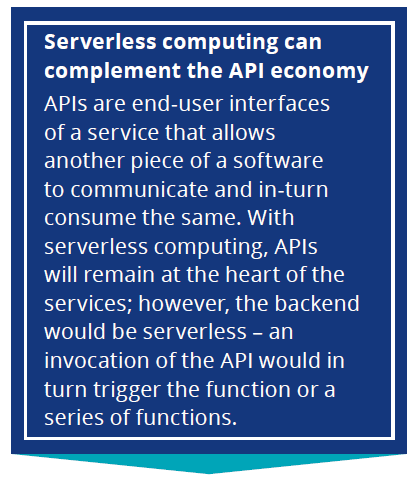 Serverless computing can
complement the API economy
APIs are end-user interfaces
of a service that allows
another piece of a software
to communicate and in-turn
consume the same. With
serverless computing, APIs
will remain at the heart of the
services; however, the backend
would be serverless – an
invocation of the API would in
turn trigger the function or a
series of functions.